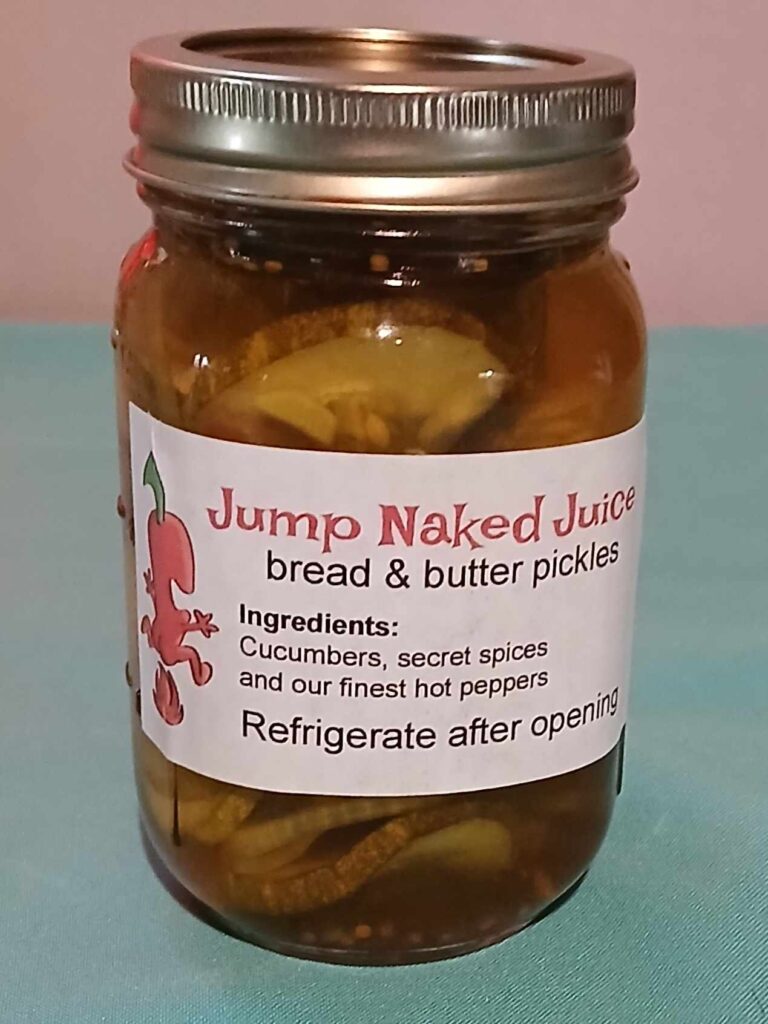 Jump Naked Juice
bread & butter pickles
Ingredients:
Cucumbers, secret spices
and our finest hot peppers
Refrigerate after opening